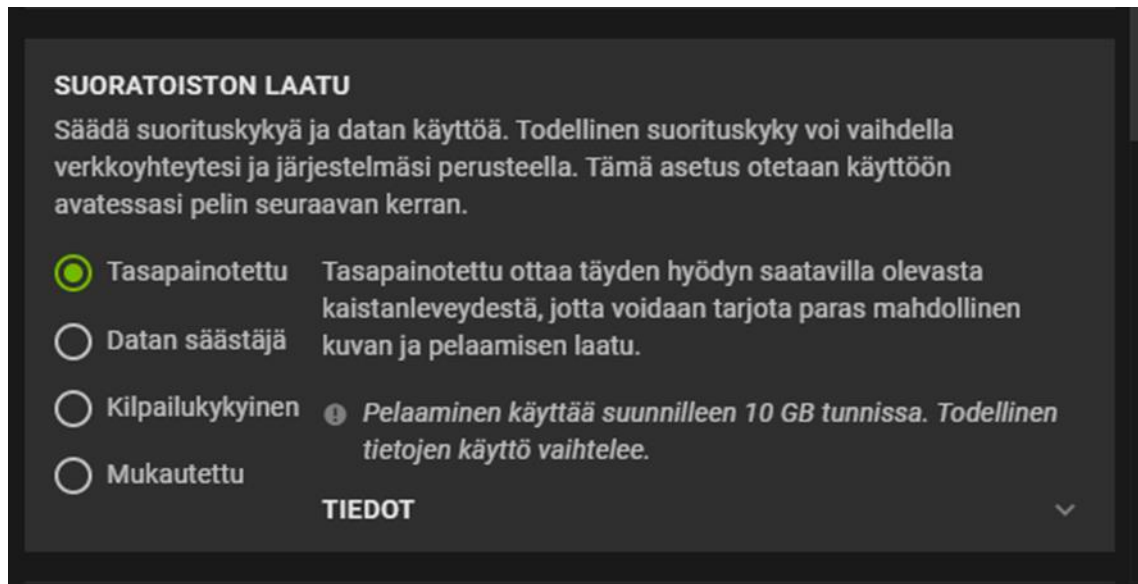 SUORATOISTON LAATU
Säädä suorituskykyä ja datan käyttöä. Todellinen suorituskyky voi vaihdella
verkkoyhteytesi ja järjestelmäsi perusteella. Tämä asetus otetaan käyttöön
avatessasi pelin seuraavan kerran.
Tasapainotettu
Datan säästäjä
Kilpailukykyinen
Mukautettu
Tasapainotettu ottaa täyden hyödyn saatavilla olevasta
kaistanleveydestä, jotta voidaan tarjota paras mahdollinen
kuvan ja pelaamisen laatu.
Pelaaminen käyttää suunnilleen 10 GB tunnissa. Todellinen
tietojen käyttö vaihtelee.
TIEDOT